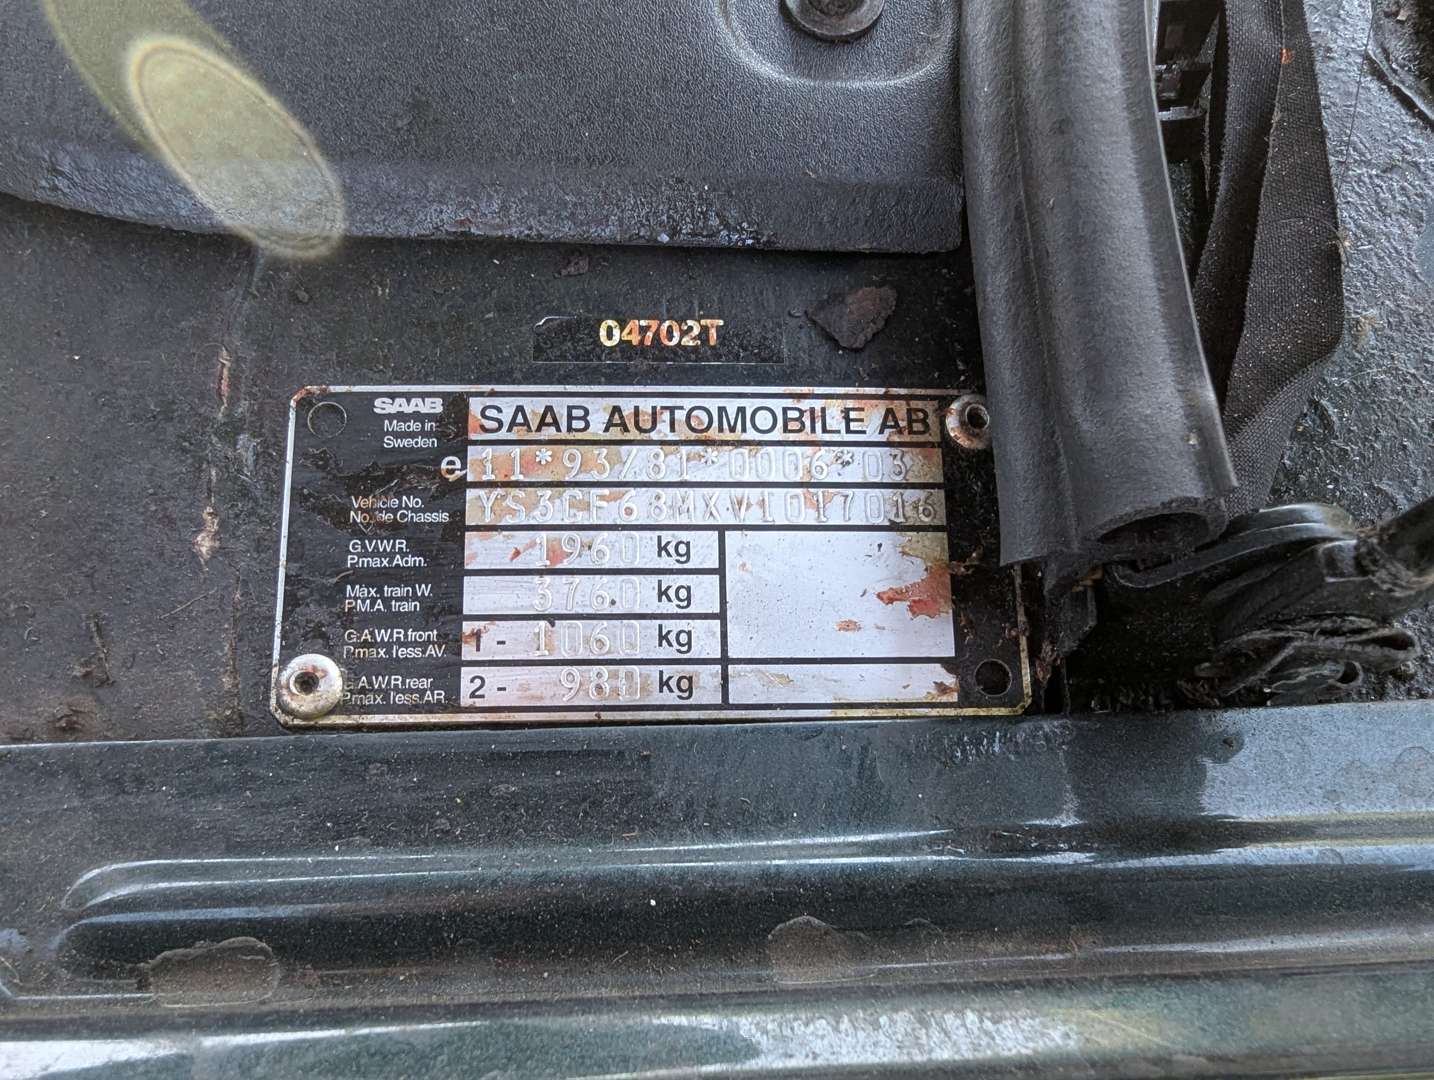 04702T
SAAB
Made in
Sweden
SAAB AUTOMOBILE AB
e 11*93/81*0006*03
Vehicle No.
No. de Chassis
YS3CF68MXV1017016
G.V.W.R.
P.max.Adm.
1960 kg
Max. train W.
P.M.A. train
3760 kg
G.A.W.R.front
P.max. l'ess.AV.
1- 1060 kg
G.A.W.R.rear
P.max. l'ess.AR.
2- 980 kg